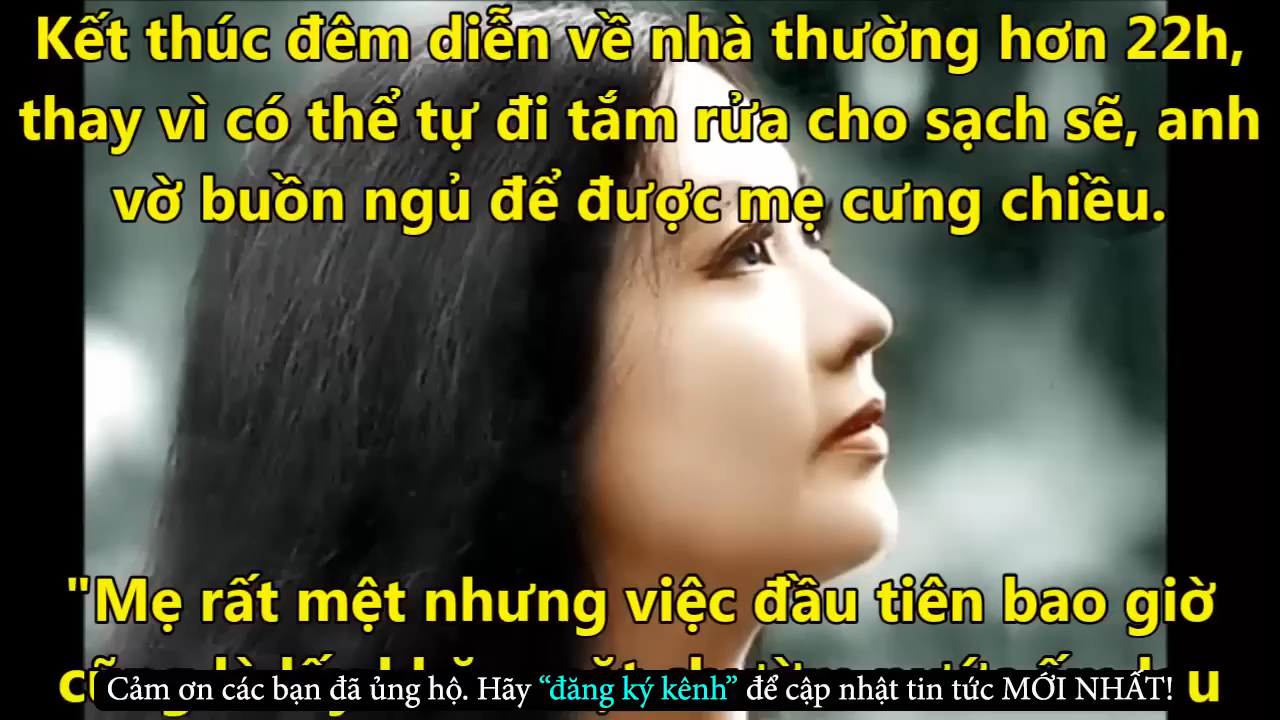 Kết thúc đêm diễn về nhà thường hơn 22h,
thay vì có thể tự đi tắm rửa cho sạch sẽ, anh
vờ buồn ngủ để được mẹ cưng chiều.
"Mẹ rất mệt nhưng việc đầu tiên bao giờ
Cảm ơn các bạn đã ủng hộ. Hãy “đăng ký kênh” để cập nhật tin tức MỚI NHẤT!